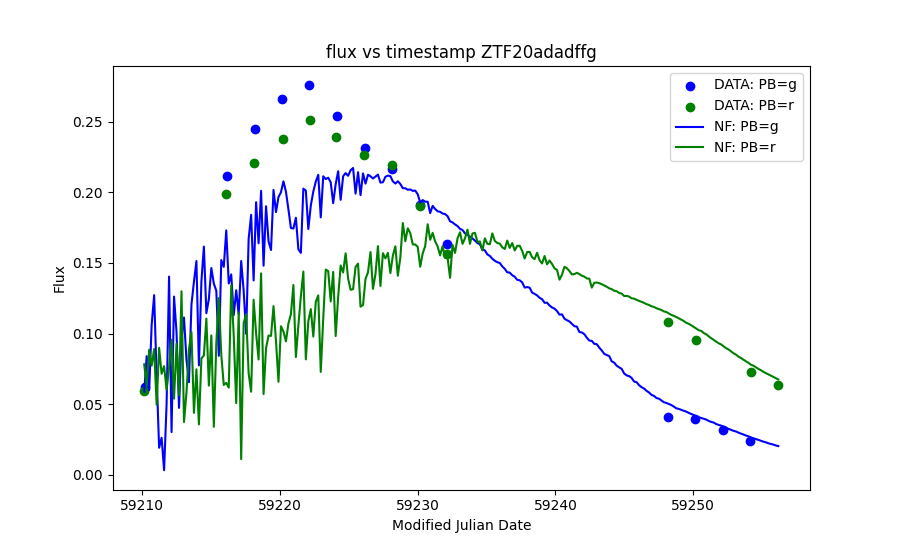 flux vs timestamp ZTF20adadffg
DATA: PB=g
DATA: PB=r
NF: PB=g
NF: PB=r
0.25
0.20
0.15
0.10
0.05
0.00
Flux
59210
59220
59230
59240
59250
Modified Julian Date